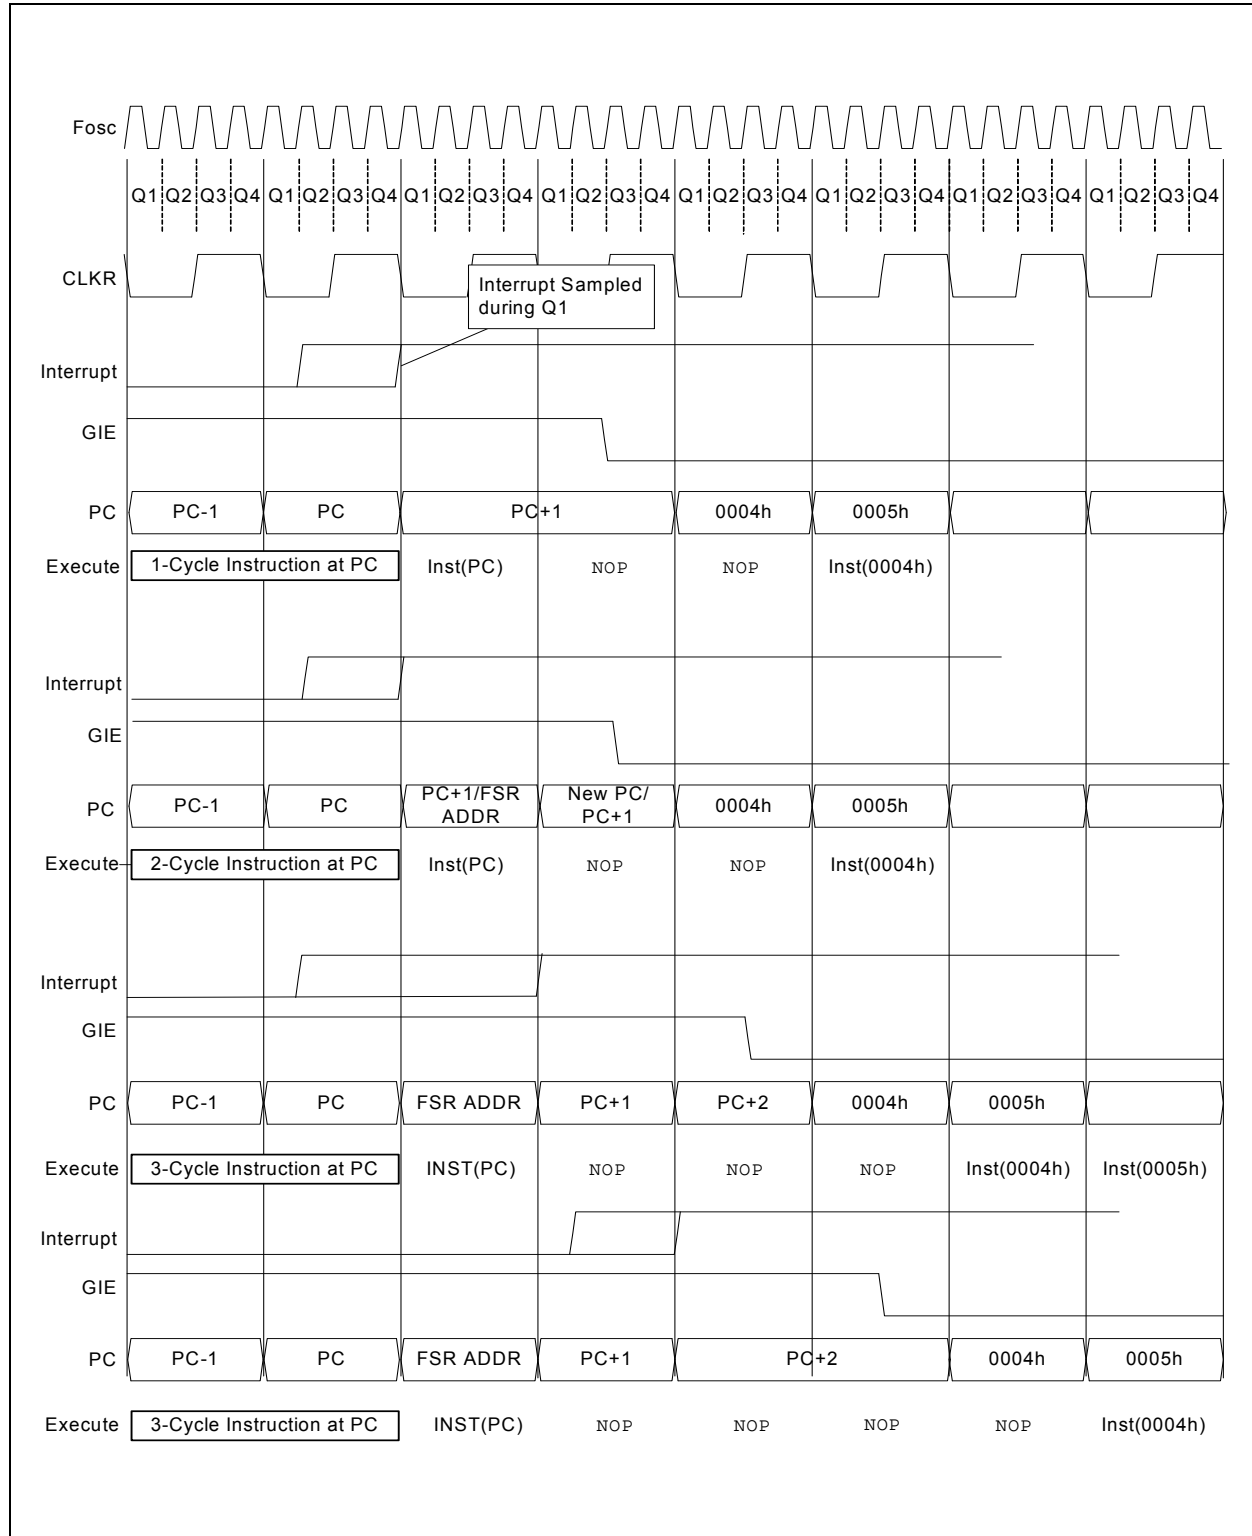 Fosc
Q1 Q2 Q3 Q4 Q1 Q2 Q3 Q4 Q1 Q2 Q3 Q4 Q1 Q2 Q3 Q4 Q1 Q2 Q3 Q4 Q1 Q2 Q3 Q4 Q1 Q2 Q3 Q4 Q1 Q2 Q3 Q4
CLKR
Interrupt Sampled
during Q1
Interrupt
GIE
PC PC-1 PC PC+1 0004h 0005h
Execute 1-Cycle Instruction at PC Inst(PC) NOP NOP Inst(0004h)
Interrupt
GIE
PC PC-1 PC PC+1/FSR ADDR New PC/ PC+1 0004h 0005h
Execute 2-Cycle Instruction at PC Inst(PC) NOP NOP Inst(0004h)
Interrupt
GIE
PC PC-1 PC FSR ADDR PC+1 PC+2 0004h 0005h
Execute 3-Cycle Instruction at PC INST(PC) NOP NOP NOP Inst(0004h) Inst(0005h)
Interrupt
GIE
PC PC-1 PC FSR ADDR PC+1 PC+2 0004h 0005h
Execute 3-Cycle Instruction at PC INST(PC) NOP NOP NOP NOP Inst(0004h)